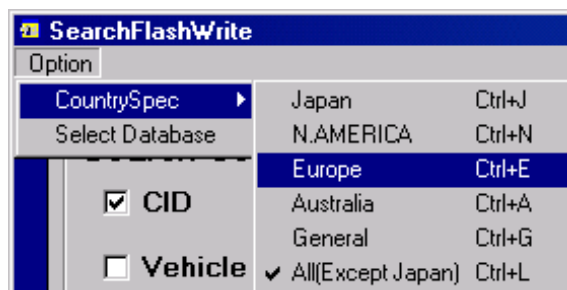 SearchFlashWrite
Option
CountrySpec
Select Database
Japan Ctrl+J
N.AMERICA Ctrl+N
Europe Ctrl+E
Australia Ctrl+A
General Ctrl+G
All(Except Japan) Ctrl+L
CID
Vehicle